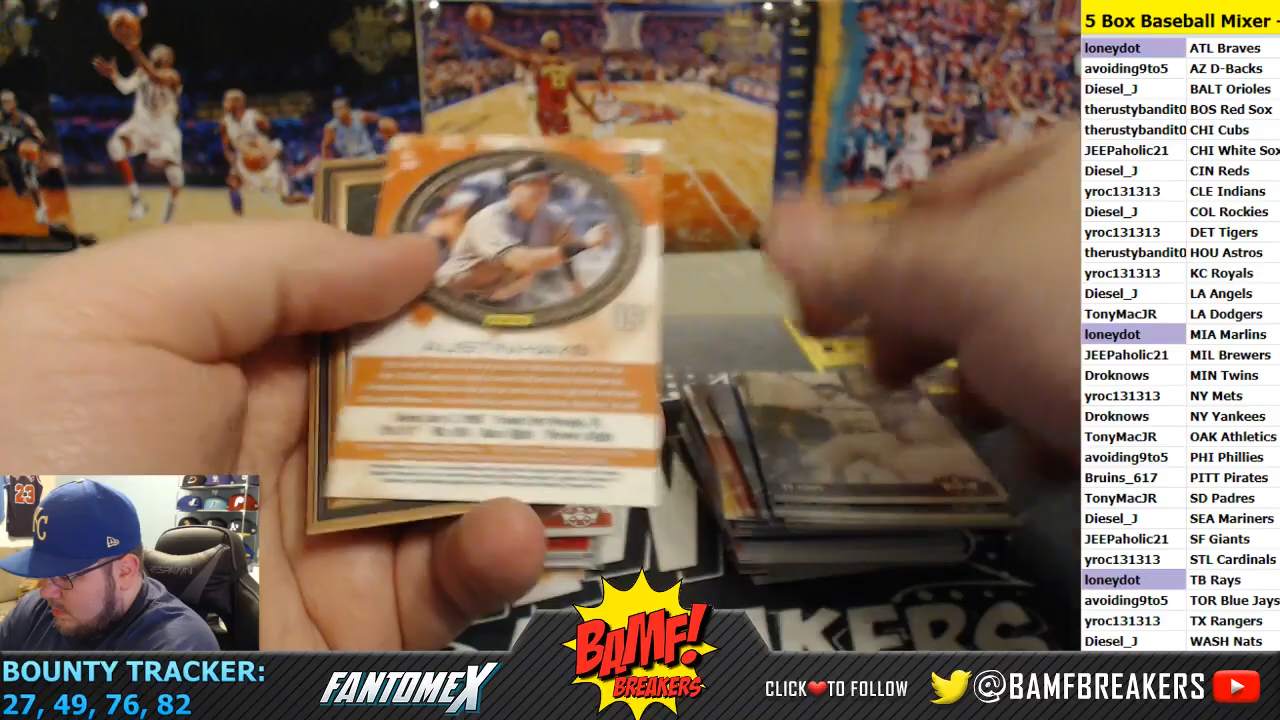 5 Box Baseball Mixer -
loneydot ATL Braves
avoiding9to5 AZ D-Backs
Diesel_J BALT Orioles
therustybandit0 BOS Red Sox
therustybandit0 CHI Cubs
JEEPaholic21 CHI White Sox
Diesel_J CIN Reds
yroc131313 CLE Indians
Diesel_J COL Rockies
yroc131313 DET Tigers
therustybandit0 HOU Astros
yroc131313 KC Royals
Diesel_J LA Angels
TonyMacJR LA Dodgers
loneydot MIA Marlins
JEEPaholic21 MIL Brewers
Droknows MIN Twins
yroc131313 NY Mets
Droknows NY Yankees
TonyMacJR OAK Athletics
avoiding9to5 PHI Phillies
Bruins_617 PITT Pirates
TonyMacJR SD Padres
Diesel_J SEA Mariners
JEEPaholic21 SF Giants
yroc131313 STL Cardinals
loneydot TB Rays
avoiding9to5 TOR Blue Jays
yroc131313 TX Rangers
Diesel_J WASH Nats
AUSTIN HAYS
23
KC
KERS
BOUNTY TRACKER:
27, 49, 76, 82
FANTOMEX
BAMF!
BREAKERS
CLICK TO FOLLOW
@BAMFBREAKERS